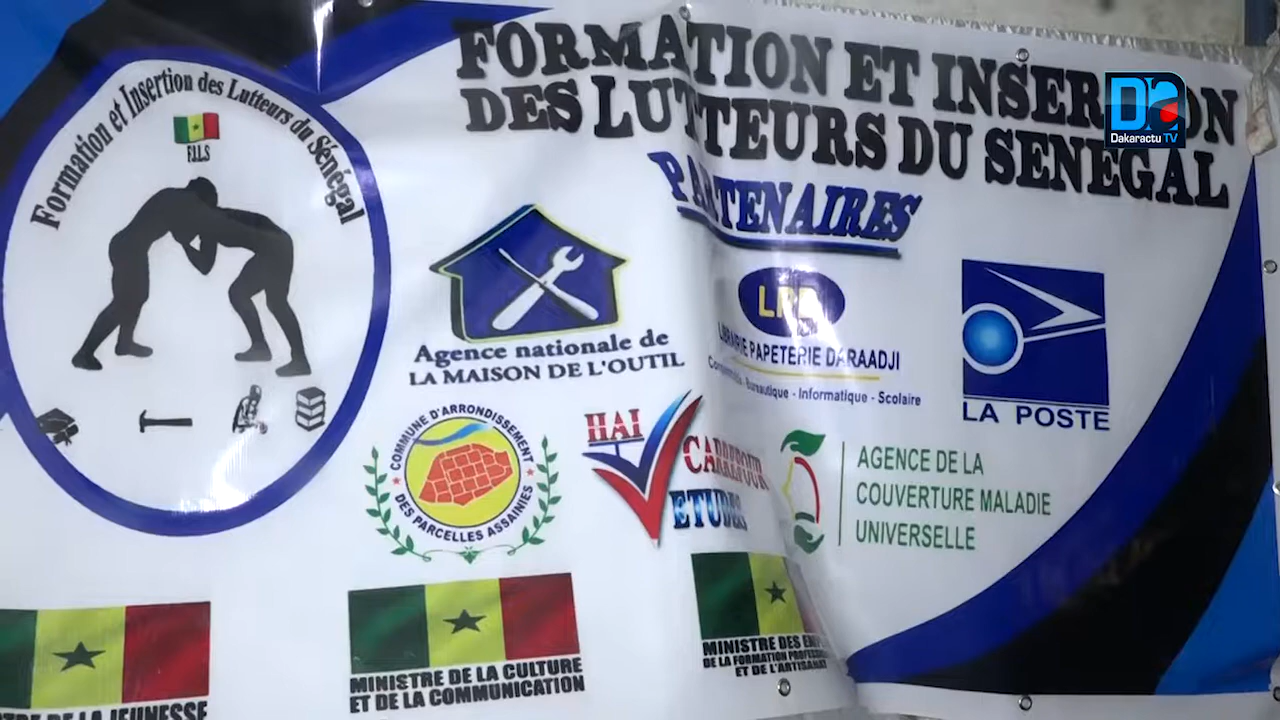 Formation et Insertion des Lutteurs du Sénégal
F.I.L.S
FORMATION ET INSERTION
DES LUTTEURS DU SENEGAL
PARTENAIRES
Dakaractu TV
Agence nationale de
LA MAISON DE L'OUTIL
LIBRAIRIE PAPETERIE DARAADJI
Bureautique - Informatique - Scolaire
LA POSTE
COMMUNE D'ARRONDISSEMENT
DES PARCELLES ASSAINIES
HAI
CARREFOUR
ETUDES
AGENCE DE LA
COUVERTURE MALADIE
UNIVERSELLE
DE LA JEUNESSE
MINISTRE DE LA CULTURE
ET DE LA COMMUNICATION
MINISTRE DES
DE LA FORMATION
ET DE L'ARTISANAT